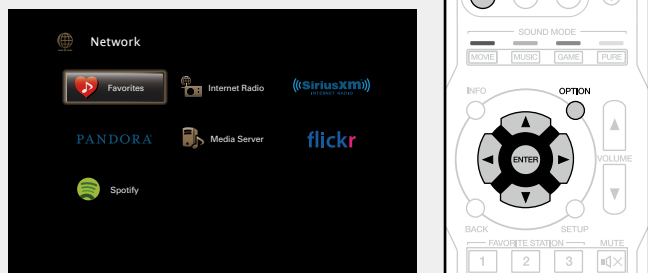 Network
Favorites
Internet Radio
((SiriusXM))
INTERNET RADIO
PANDORA
Media Server
flickr
Spotify
SOUND MODE
MOVIE MUSIC GAME PURE
INFO OPTION
ENTER
VOLUME
BACK SETUP
FAVORITE STATION MUTE
1 2 3